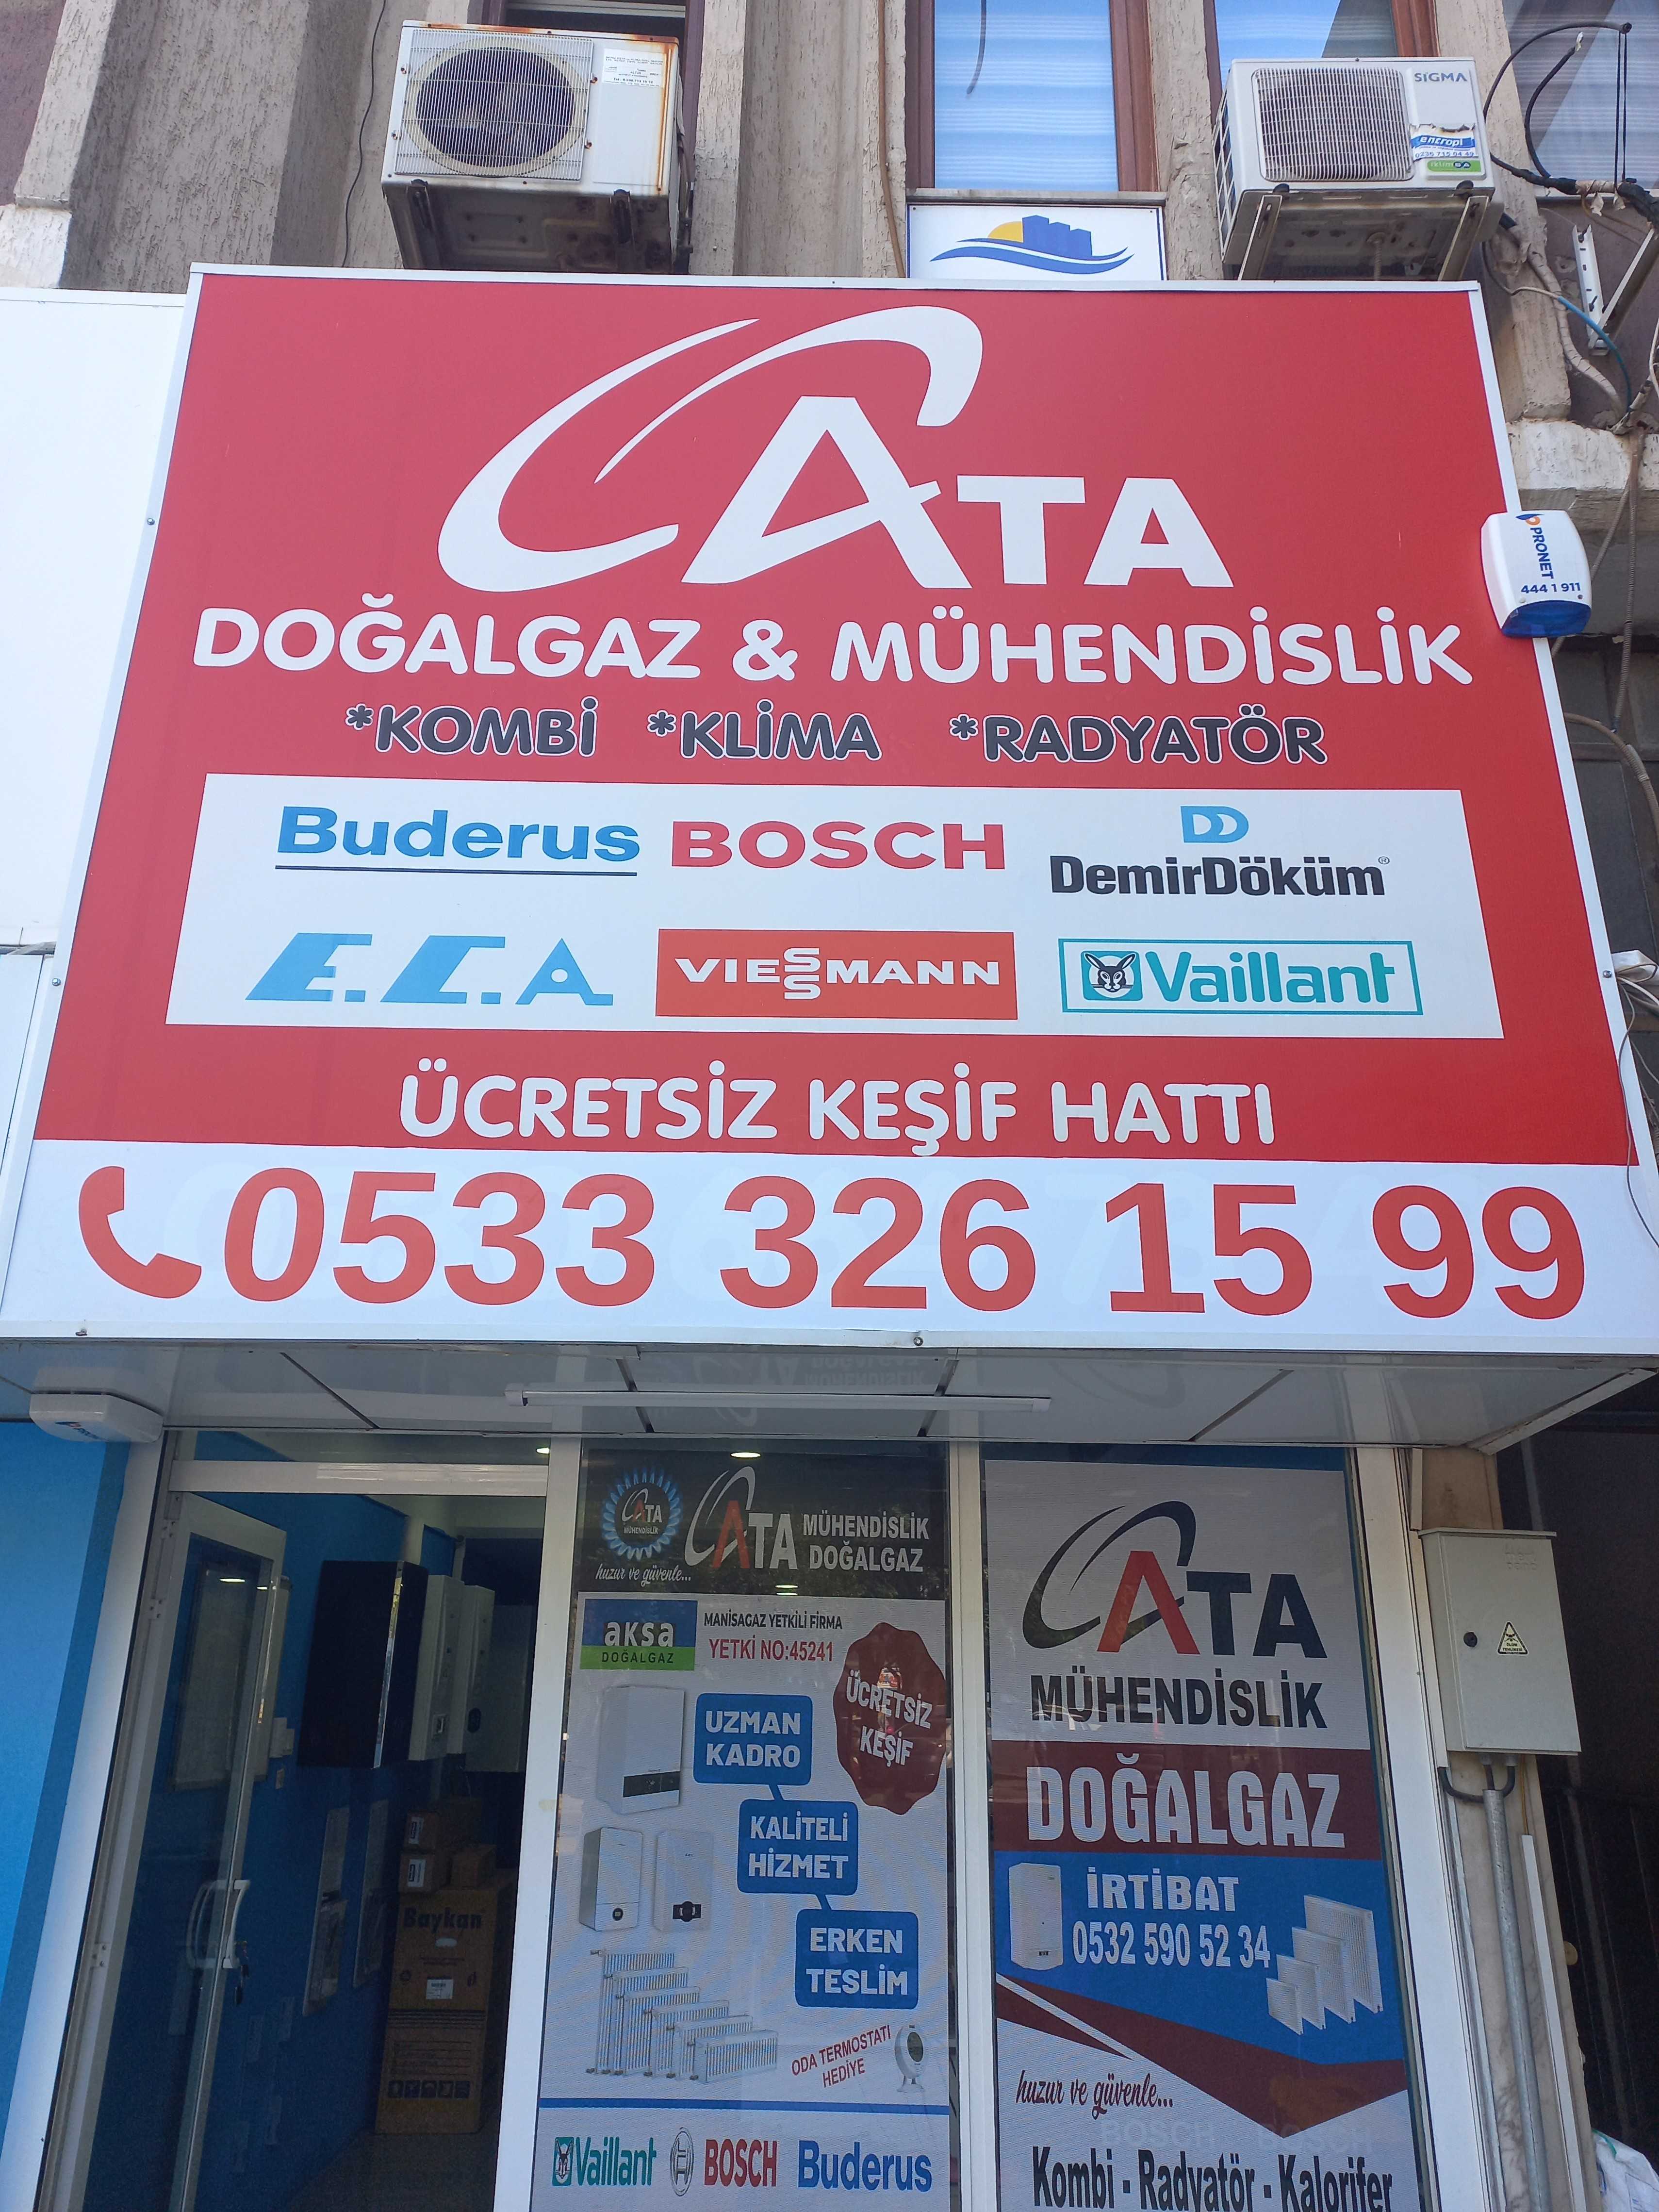 SIGMA
encropi
PRONET
444 1 911
ATA
DOĞALGAZ & MÜHENDİSLİK
*KOMBİ *KLİMA *RADYATÖR
Buderus BOSCH DemirDöküm®
E.C.A VIESSMANN Vaillant
ÜCRETSİZ KEŞİF HATTI
0533 326 15 99
ATA
MÜHENDİSLİK
huzur ve güvenle...
ATA MÜHENDİSLİK
DOĞALGAZ
aksa
DOĞALGAZ
MANİSAGAZ YETKİLİ FİRMA
YETKİ NO:45241
ÜCRETSİZ
KEŞİF
UZMAN
KADRO
KALİTELİ
HİZMET
ERKEN
TESLİM
ODA TERMOSTATI
HEDİYE
Vaillant BOSCH Buderus
ATA
MÜHENDİSLİK
DOĞALGAZ
İRTİBAT
0532 590 52 34
huzur ve güvenle...
Kombi - Radyatör - Kalorifer
Baykan